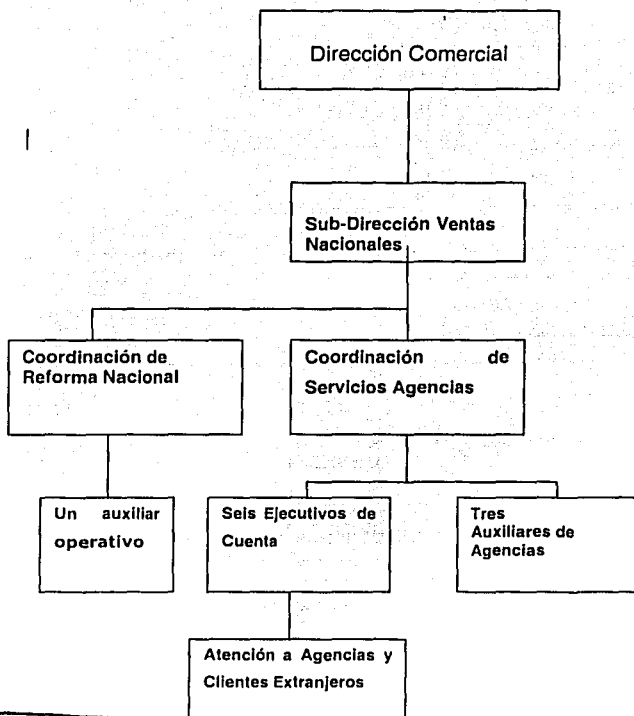 Dirección Comercial
Sub-Dirección Ventas
Nacionales
Coordinación de
Reforma Nacional
Coordinación de
Servicios Agencias
Un auxiliar
operativo
Seis Ejecutivos de
Cuenta
Tres
Auxiliares de
Agencias
Atención a Agencias y
Clientes Extranjeros